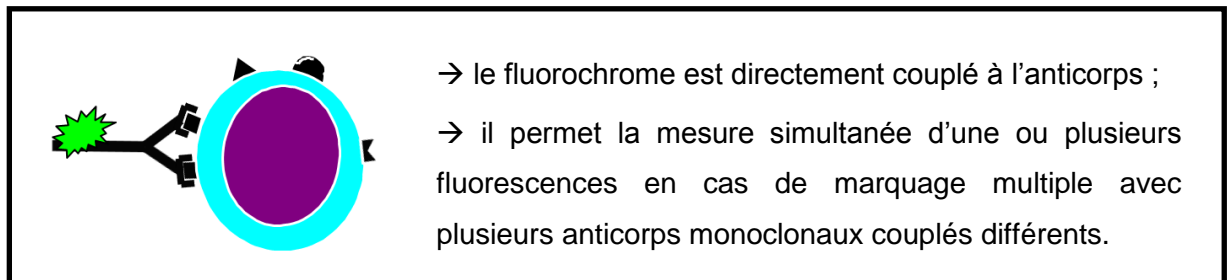 → le fluorochrome est directement couplé à l’anticorps ;
→ il permet la mesure simultanée d’une ou plusieurs
fluorescences en cas de marquage multiple avec
plusieurs anticorps monoclonaux couplés différents.